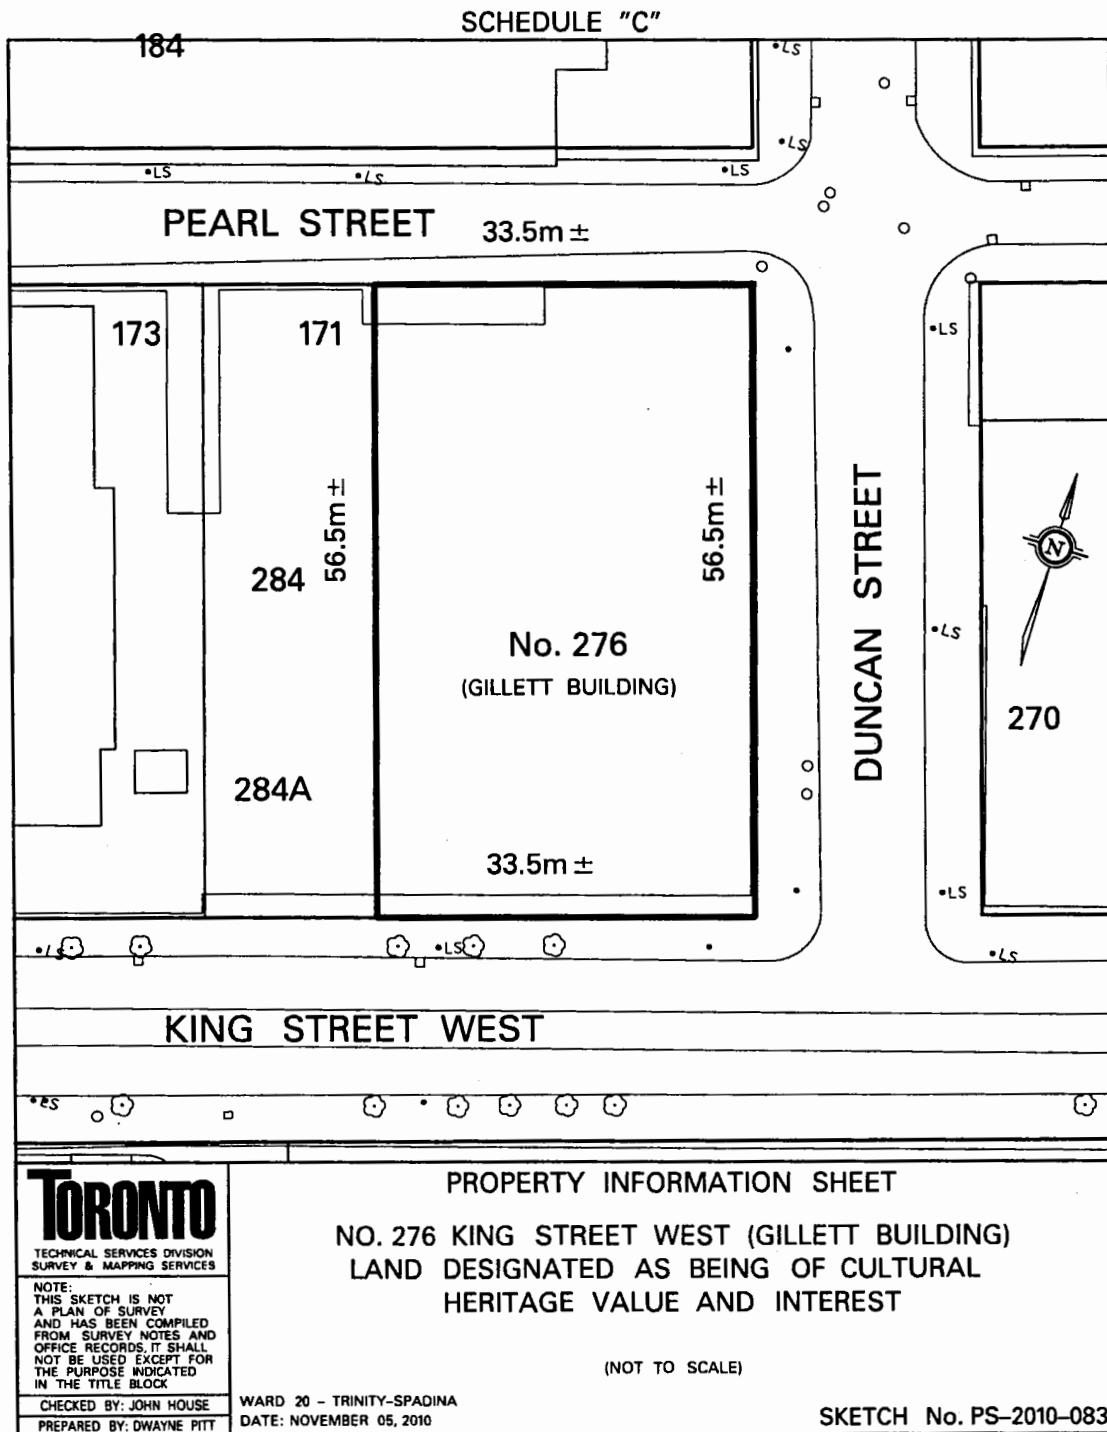 SCHEDULE "C"
184
LS
LS
LS
LS
LS
PEARL STREET 33.5m ±
173
171
LS
56.5m ±
56.5m ±
DUNCAN STREET
N
284
No. 276
(GILLETT BUILDING)
LS
270
284A
33.5m ±
LS
LS
LS
LS
KING STREET WEST
LS
TORONTO
TECHNICAL SERVICES DIVISION
SURVEY & MAPPING SERVICES
NOTE:
THIS SKETCH IS NOT
A PLAN OF SURVEY
AND HAS BEEN COMPILED
FROM SURVEY NOTES AND
OFFICE RECORDS. IT SHALL
NOT BE USED EXCEPT FOR
THE PURPOSE INDICATED
IN THE TITLE BLOCK
CHECKED BY: JOHN HOUSE
PREPARED BY: DWAYNE PITT
PROPERTY INFORMATION SHEET
NO. 276 KING STREET WEST (GILLETT BUILDING)
LAND DESIGNATED AS BEING OF CULTURAL
HERITAGE VALUE AND INTEREST
(NOT TO SCALE)
WARD 20 - TRINITY-SPADINA
DATE: NOVEMBER 05, 2010
SKETCH No. PS-2010-083